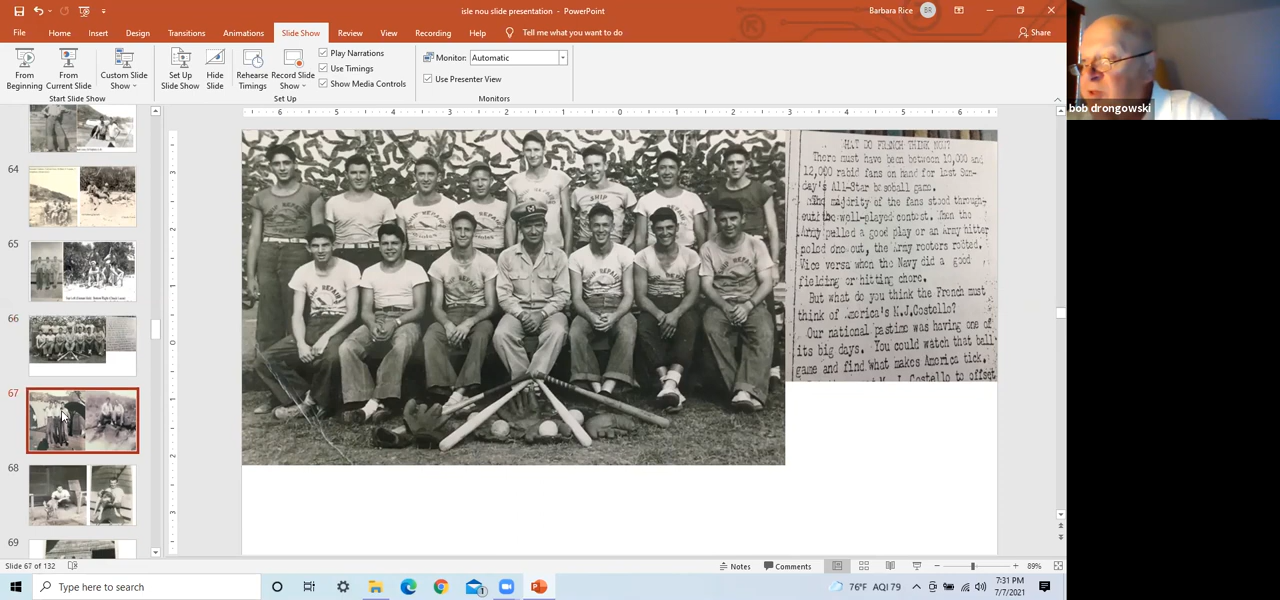 isle nou slide presentation - PowerPoint
Barbara Rice
BR
File
Home
Insert
Design
Transitions
Animations
Slide Show
Review
View
Recording
Help
Tell me what you want to do
Share
From Beginning
From Current Slide
Custom Slide Show
Start Slide Show
Set Up Slide Show
Hide Slide
Rehearse Timings
Record Slide Show
Play Narrations
Use Timings
Show Media Controls
Set Up
Monitor:
Automatic
Use Presenter View
Monitors
bob drongowski
64
65
66
67
68
69
SHIP
REPAIR
HAT DO FRENCH THINK NOW?
There must have been between 10,000 and
12,000 rabid fans on hand for last Sun-
day's All-Star baseball game.
The majority of the fans stood through-
out the well-played contest. When the
Army pulled a good play or an Army hitter
poled one out, the Army rooters rooted.
Vice versa when the Navy did a good
fielding or hitting chore.
But what do you think the French must
think of America's N.J.Costello?
Our national pastime was having one of
its big days. You could watch that ball
game and find what makes America tick.
Costello to offset
Slide 67 of 132
Notes
Comments
89%
Type here to search
76°F AQI 79
7:31 PM
7/7/2021